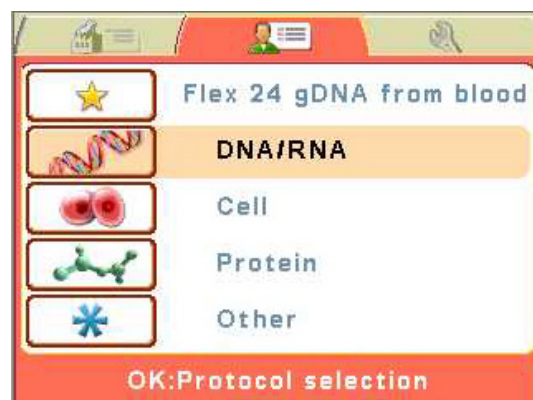 Flex 24 gDNA from blood
DNA/RNA
Cell
Protein
Other
OK:Protocol selection